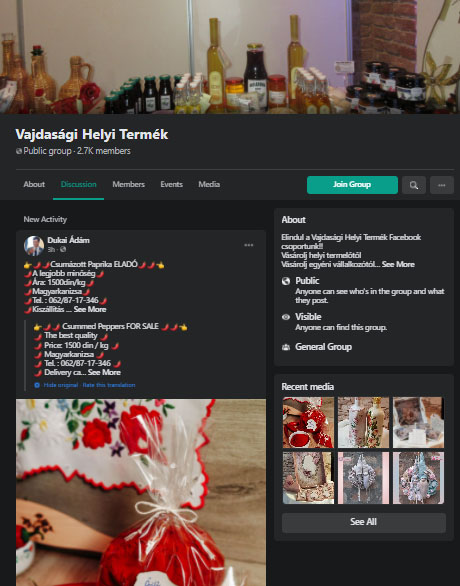 Vajdasági Helyi Termék
Public group · 2.7K members
About
Discussion
Members
Events
Media
Join Group
New Activity
Dukai Ádám
3h ·
👉🌶🌶Csumázott Paprika ELADÓ🌶🌶👈
🌶A legjobb minőség🌶
🌶Ára: 1500din/kg🌶
🌶Magyarkanizsa🌶
🌶Tel. : 062/87-17-346 🌶
🌶Kiszállítás ... See More
👉🌶🌶Csummed Peppers FOR SALE 🌶🌶👈
🌶 The best quality 🌶
🌶 Price: 1500 din / kg 🌶
🌶 Magyarkanizsa 🌶
🌶 Tel. : 062/87-17-346 🌶
🌶 Delivery ca... See More
Hide original · Rate this translation
About
Elindul a Vajdasági Helyi Termék Facebook
csoportunk!!
Vásárolj helyi termelőtől
Vásárolj egyéni vállalkozótól... See More
Public
Anyone can see who's in the group and what
they post.
Visible
Anyone can find this group.
General Group
Recent media
See All